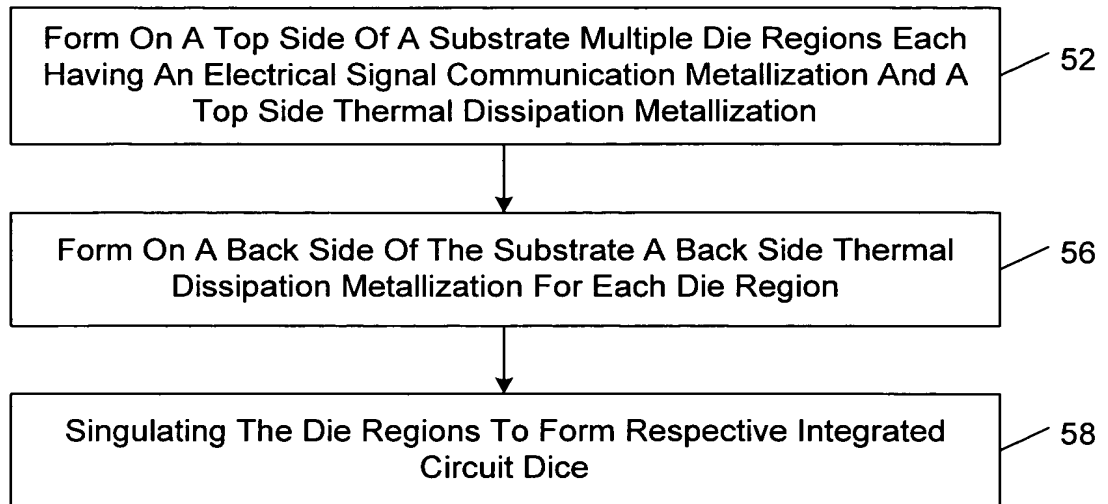 Form On A Top Side Of A Substrate Multiple Die Regions Each
Having An Electrical Signal Communication Metallization And A
Top Side Thermal Dissipation Metallization
52
Form On A Back Side Of The Substrate A Back Side Thermal
Dissipation Metallization For Each Die Region
56
Singulating The Die Regions To Form Respective Integrated
Circuit Dice
58